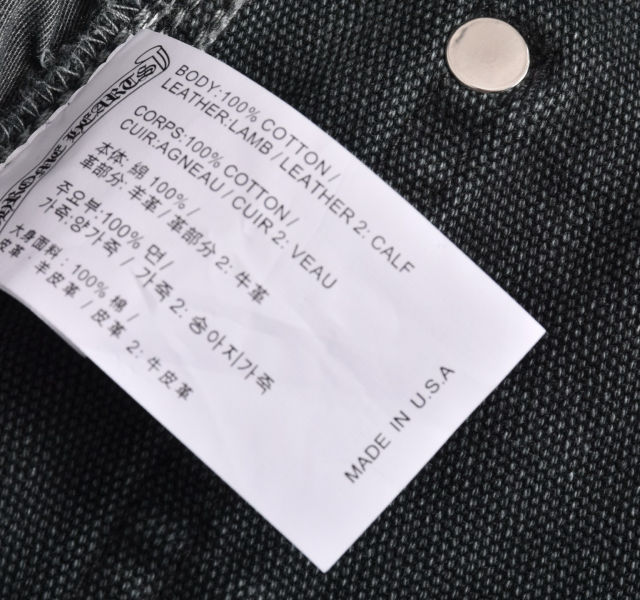 CHROME HEARTS
BODY:100% COTTON /
LEATHER:LAMB / LEATHER 2: CALF
CORPS:100% COTTON /
CUIR:AGNEAU / CUIR 2: VEAU
本体: 綿 100% /
革部分: 羊革 / 革部分 2: 牛革
주요부: 100% 면/
가죽:양가죽 / 가죽 2: 송아지가죽
大身面料: 100% 棉 /
皮革: 羊皮革 / 皮革 2: 牛皮革
MADE IN U.S.A